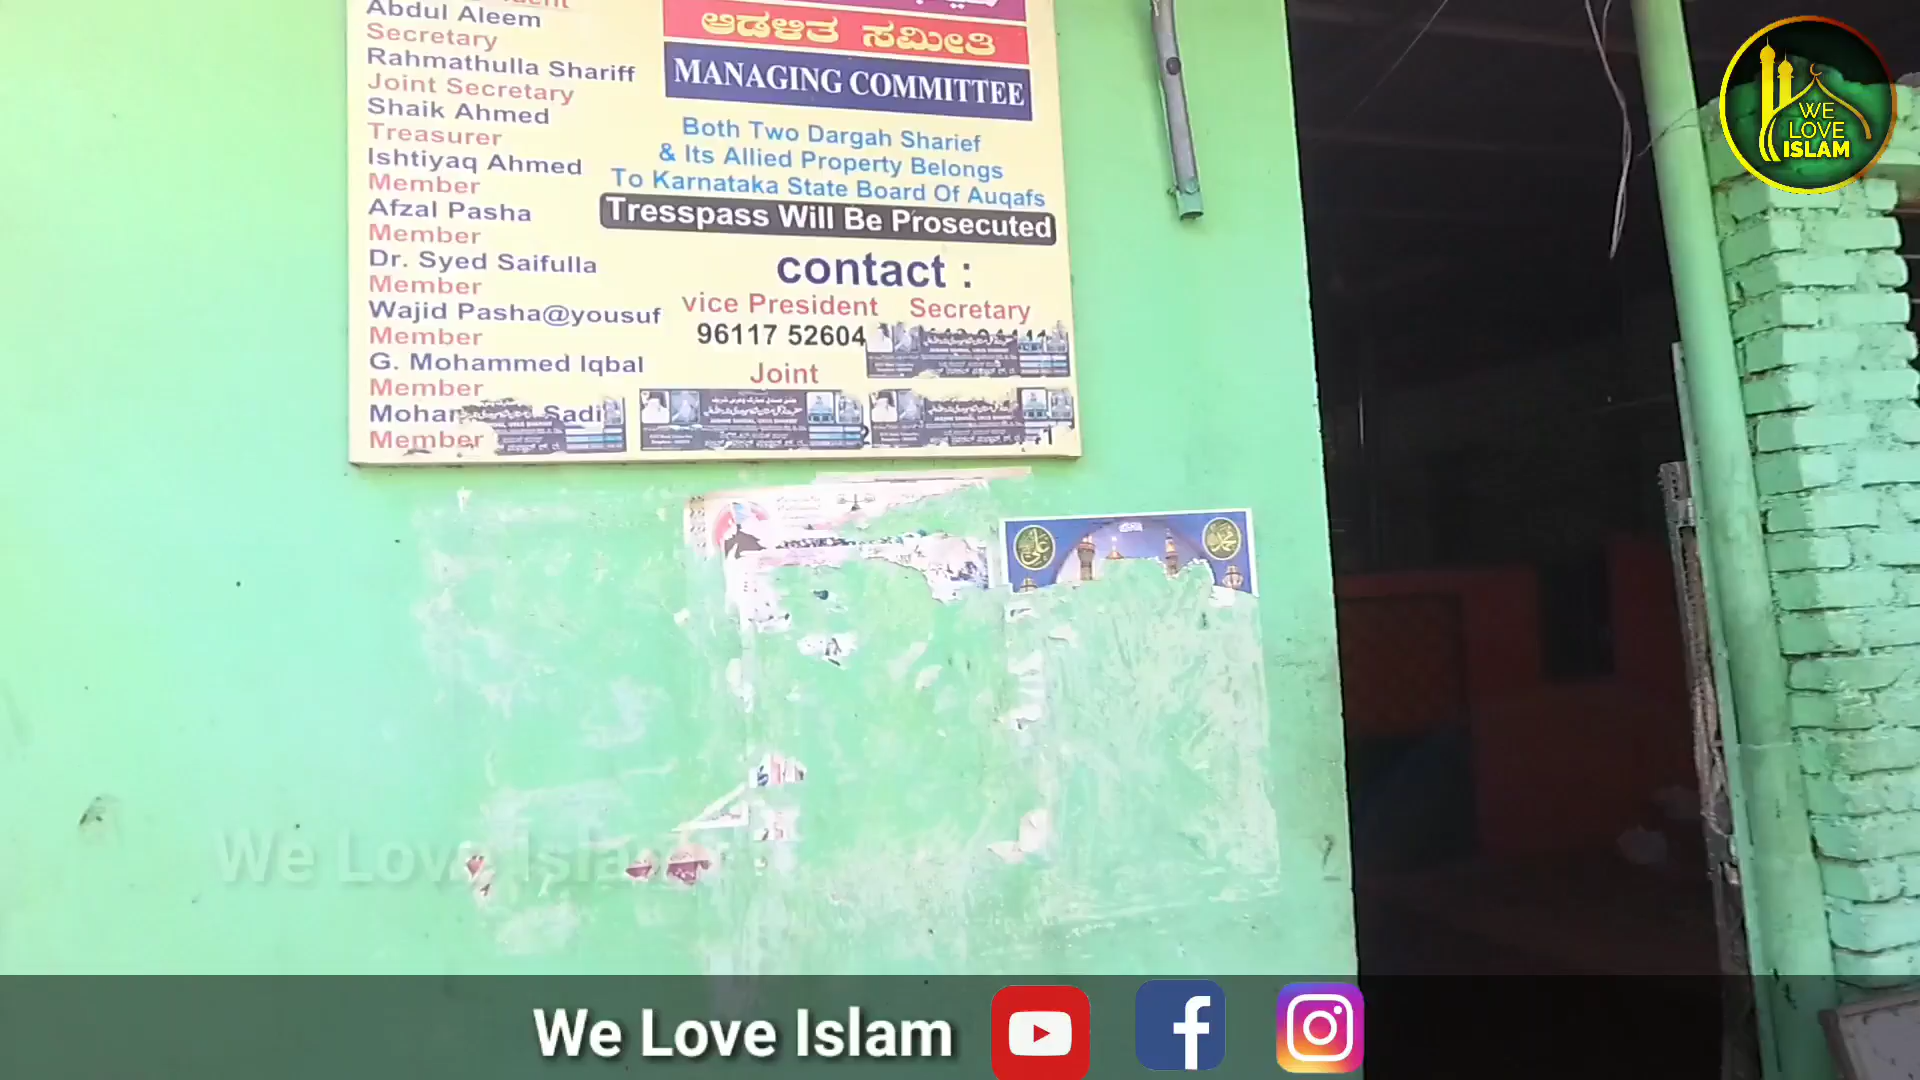 Abdul Aleem
Secretary
Rahmathulla Shariff
Joint Secretary
Shaik Ahmed
Treasurer
Ishtiyaq Ahmed
Member
Afzal Pasha
Member
Dr. Syed Saifulla
Member
Wajid Pasha@yousuf
Member
G. Mohammed Iqbal
Member
Member
ಆಡಳಿತ ಸಮೀತಿ
MANAGING COMMITTEE
Both Two Dargah Sharief
& Its Allied Property Belongs
To Karnataka State Board Of Auqafs
Tresspass Will Be Prosecuted
contact :
vice President Secretary
96117 52604
Joint
WE
LOVE
ISLAM
We Love Islam
We Love Islam